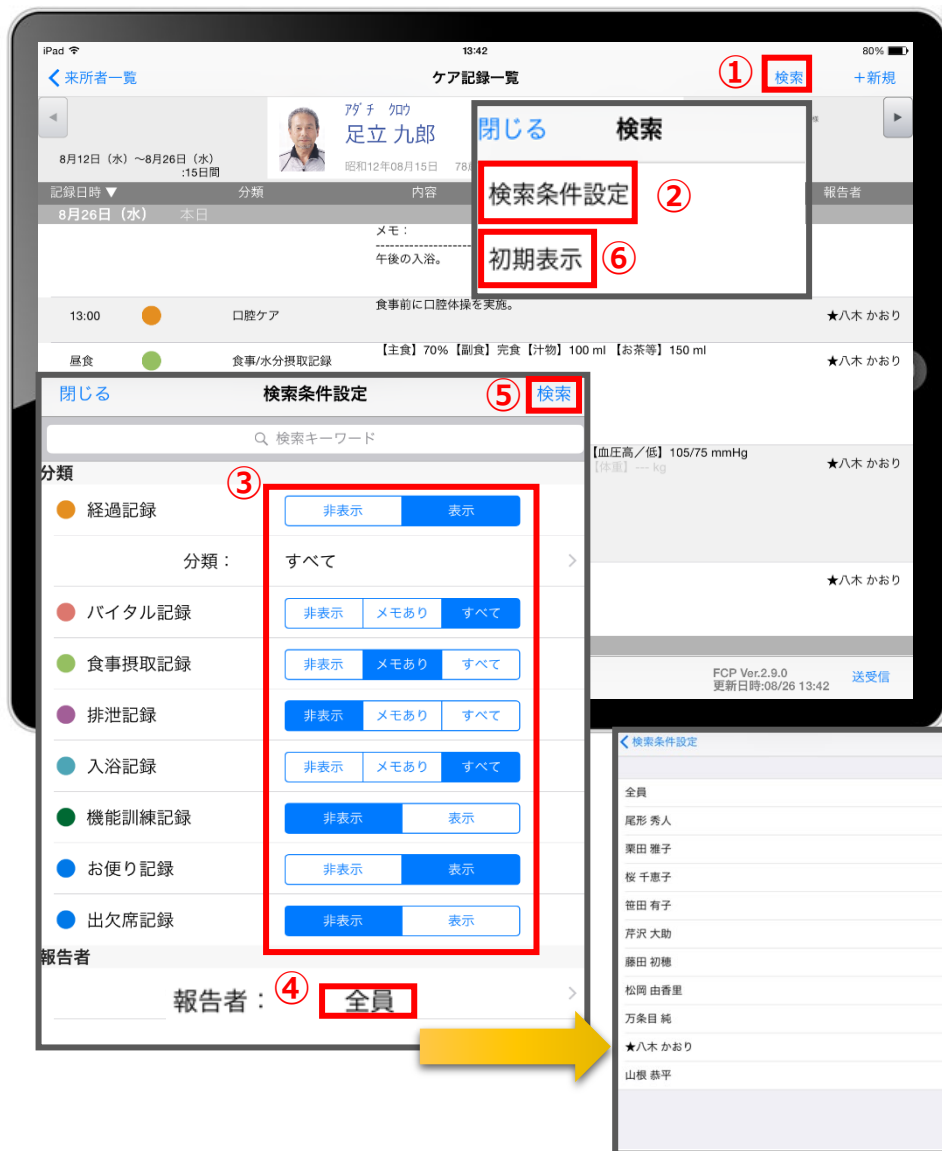 iPad 13:42 80%
来所者一覧 ケア記録一覧 ① 検索 +新規
アダチ クロウ
足立 九郎
昭和12年08月15日 78
8月12日(水)~8月26日(水)
:15日間
閉じる 検索
検索条件設定 ②
初期表示 ⑥
記録日時▼ 分類 内容 報告者
8月26日(水) 本日
メモ:
--------------------
午後の入浴。
13:00 口腔ケア 食事前に口腔体操を実施。 ★八木 かおり
昼食 食事/水分摂取記録 【主食】70%【副食】完食【汁物】100 ml 【お茶等】150 ml ★八木 かおり
【血圧高/低】105/75 mmHg
【体重】--- kg
★八木 かおり
★八木 かおり
FCP Ver.2.9.0
更新日時:08/26 13:42
送受信
閉じる 検索条件設定 ⑤ 検索
検索キーワード
分類
③
経過記録 非表示 表示
分類: すべて
バイタル記録 非表示 メモあり すべて
食事摂取記録 非表示 メモあり すべて
排泄記録 非表示 メモあり すべて
入浴記録 非表示 メモあり すべて
機能訓練記録 非表示 表示
お便り記録 非表示 表示
出欠席記録 非表示 表示
報告者
報告者: ④ 全員
検索条件設定
全員
尾形 秀人
栗田 雅子
桜 千恵子
笹田 有子
芹沢 大助
藤田 初穂
松岡 由香里
万条目 純
★八木 かおり
山根 恭平